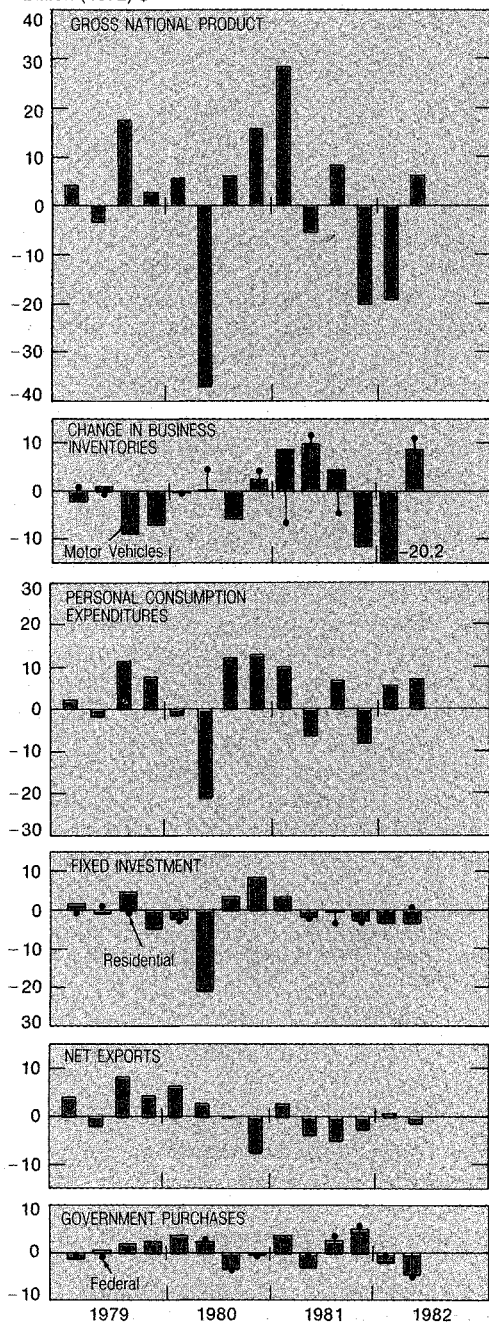 GROSS NATIONAL PRODUCT
40
30
20
10
0
-10
-20
-30
-40
CHANGE IN BUSINESS
INVENTORIES
10
0
-10
Motor Vehicles
-20.2
PERSONAL CONSUMPTION
EXPENDITURES
30
20
10
0
-10
-20
-30
FIXED INVESTMENT
10
0
-10
-20
30
Residential
NET EXPORTS
10
0
-10
GOVERNMENT PURCHASES
10
0
-10
Federal
1979 1980 1981 1982